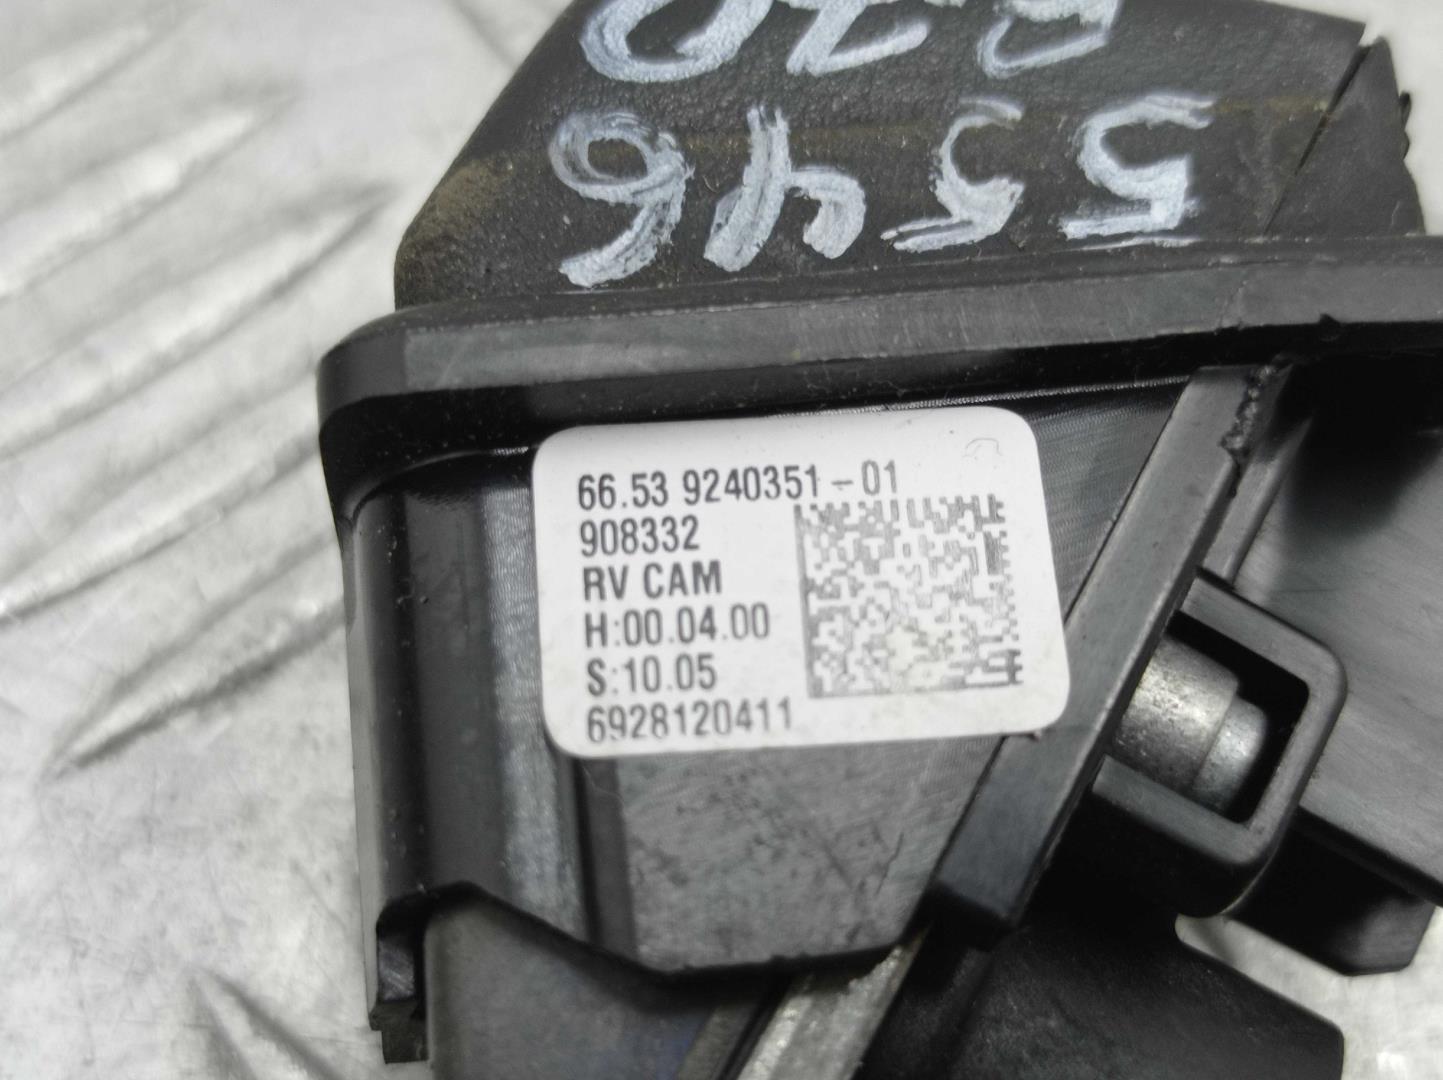 5546
66.53 9240351-01
908332
RV CAM
H:00.04.00
S:10.05
6928120411